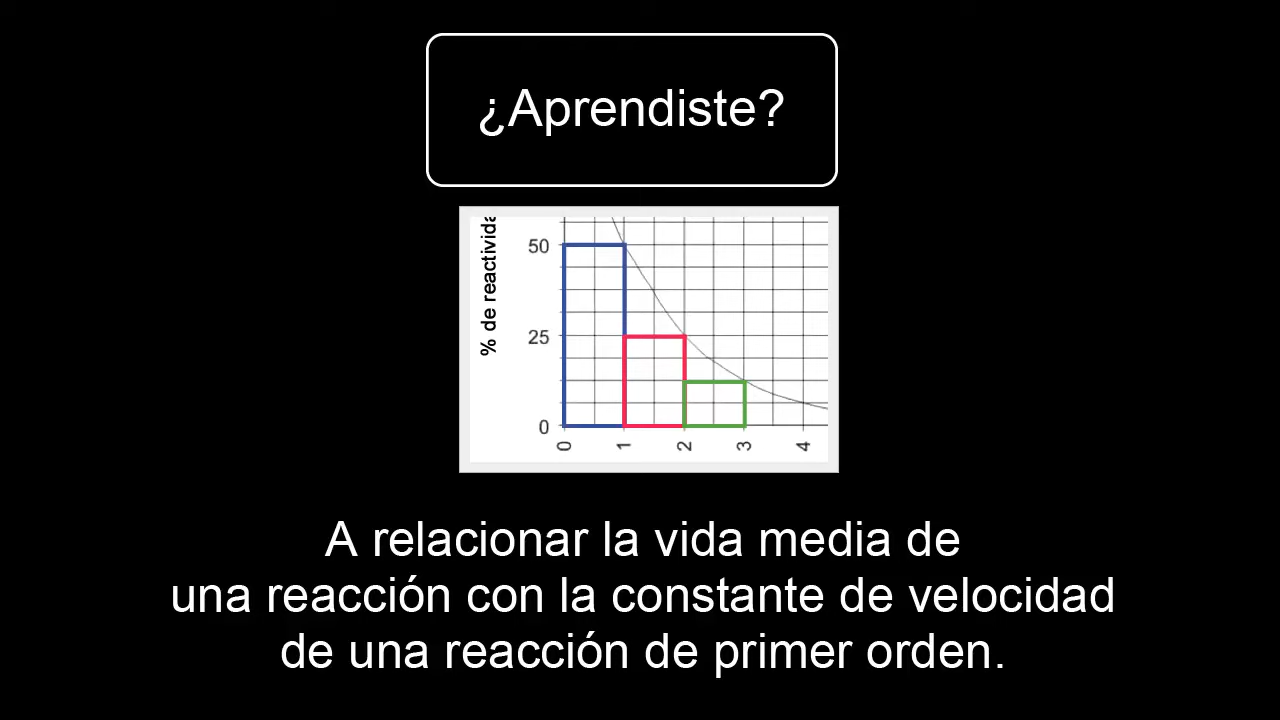 ¿Aprendiste?
% de reactivida
50
25
0
0 1 2 3 4
A relacionar la vida media de
una reacción con la constante de velocidad
de una reacción de primer orden.